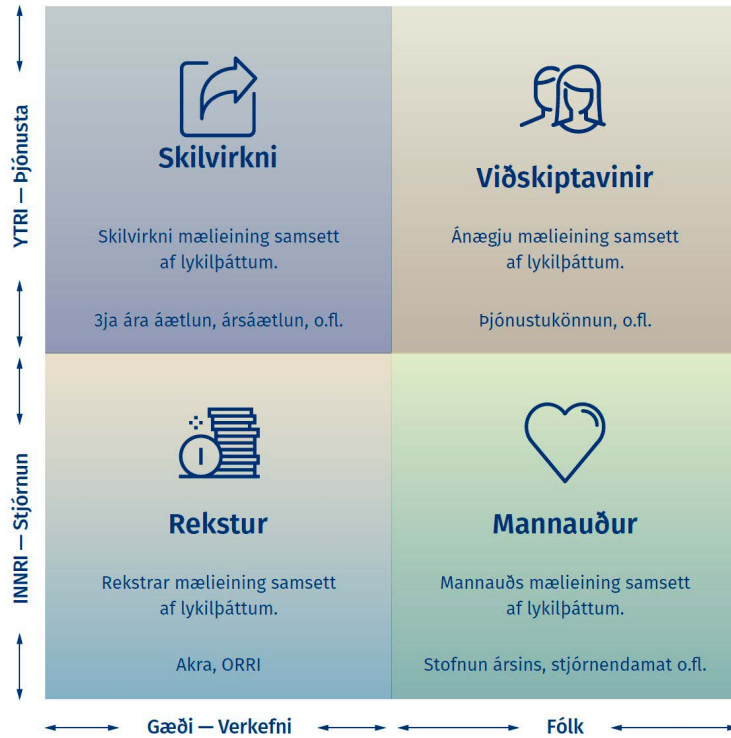 YTRI — Þjónusta
Skilvirkni
Skilvirkni mælieining samsett
af lykilþáttum.
3ja ára áætlun, ársáætlun, o.fl.
Viðskiptavinir
Ánægju mælieining samsett
af lykilþáttum.
Þjónustukönnun, o.fl.
INNRI — Stjórnun
Rekstur
Rekstrar mælieining samsett
af lykilþáttum.
Akra, ORRI
Mannauður
Mannauðs mælieining samsett
af lykilþáttum.
Stofnun ársins, stjórnendamat o.fl.
Gæði — Verkefni
Fólk